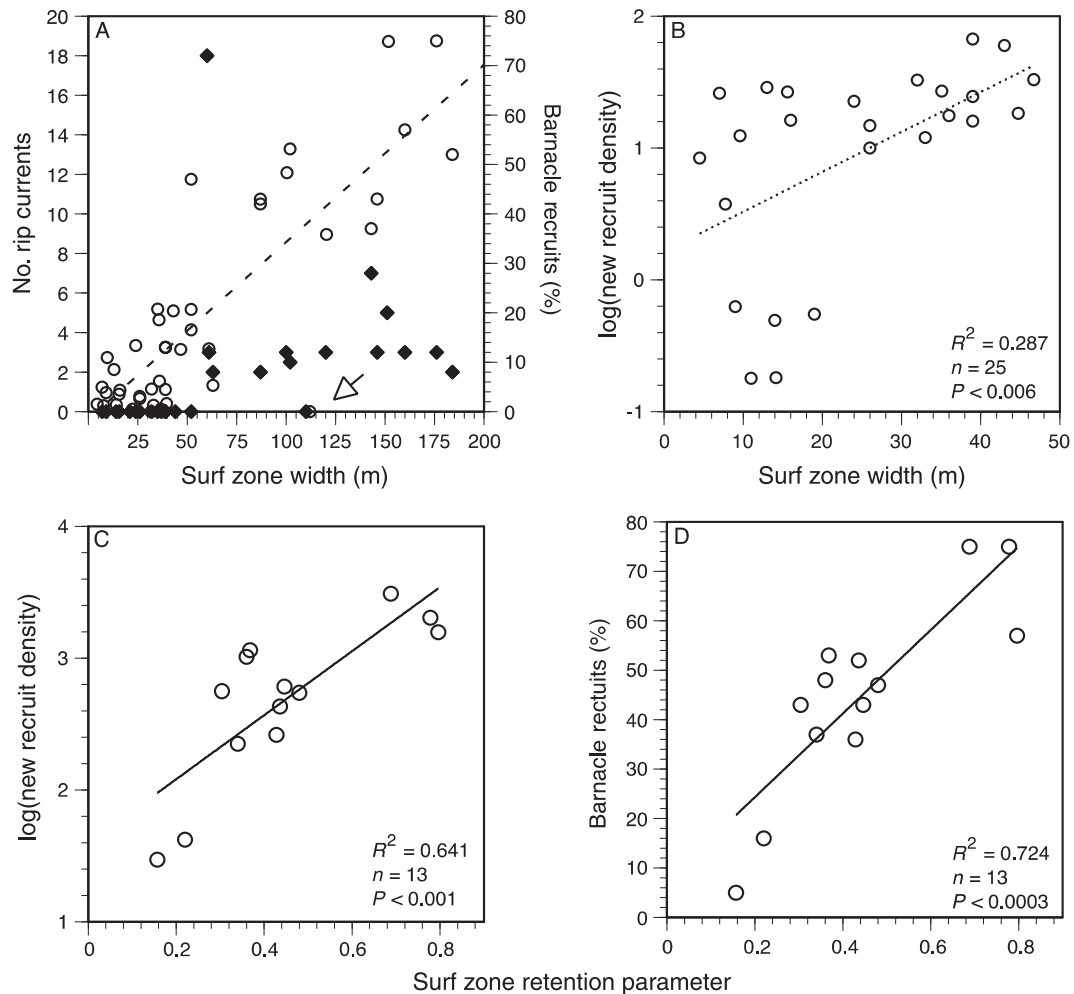 A
20
18
16
14
12
10
8
6
4
2
0
No. rip currents
80
70
60
50
40
30
20
10
0
Barnacle recruits (%)
25 50 75 100 125 150 175 200
Surf zone width (m)
B
2
1
0
-1
log(new recruit density)
R² = 0.287
n = 25
P < 0.006
0 10 20 30 40 50
Surf zone width (m)
C
4
3
2
1
log(new recruit density)
R² = 0.641
n = 13
P < 0.001
0 0.2 0.4 0.6 0.8
D
80
70
60
50
40
30
20
10
0
Barnacle rectuits (%)
R² = 0.724
n = 13
P < 0.0003
0 0.2 0.4 0.6 0.8
Surf zone retention parameter